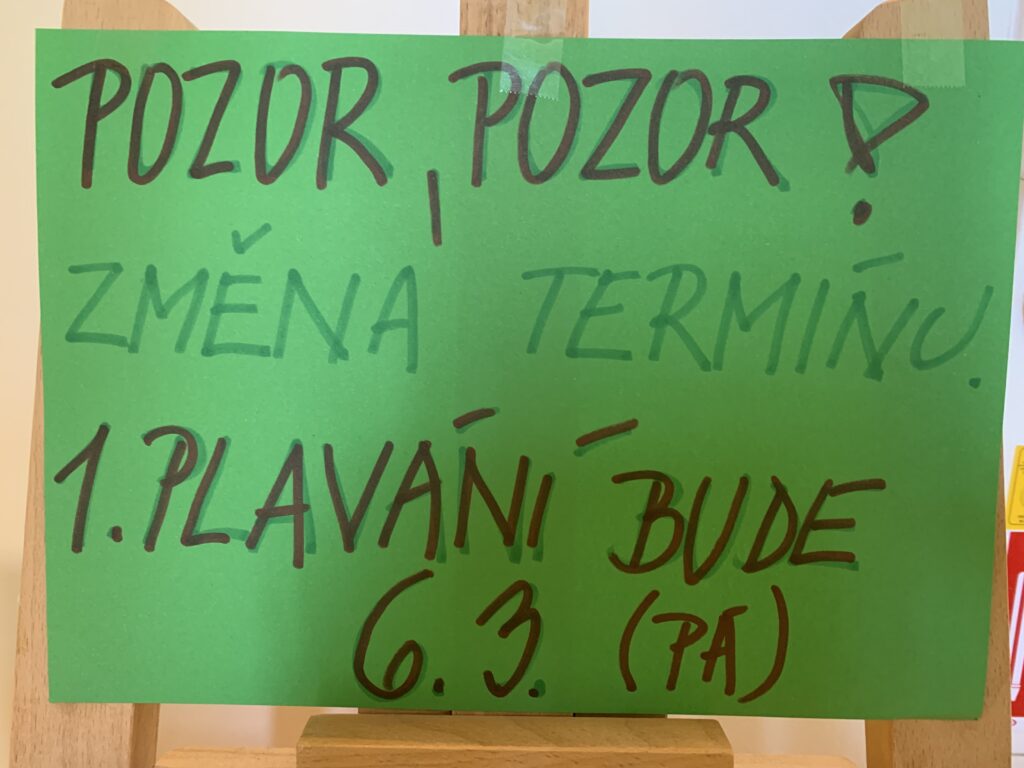 POZOR, POZOR!
ZMĚNA TERMÍNU.
1. PLAVÁNÍ BUDE
6.3. (PÁ)